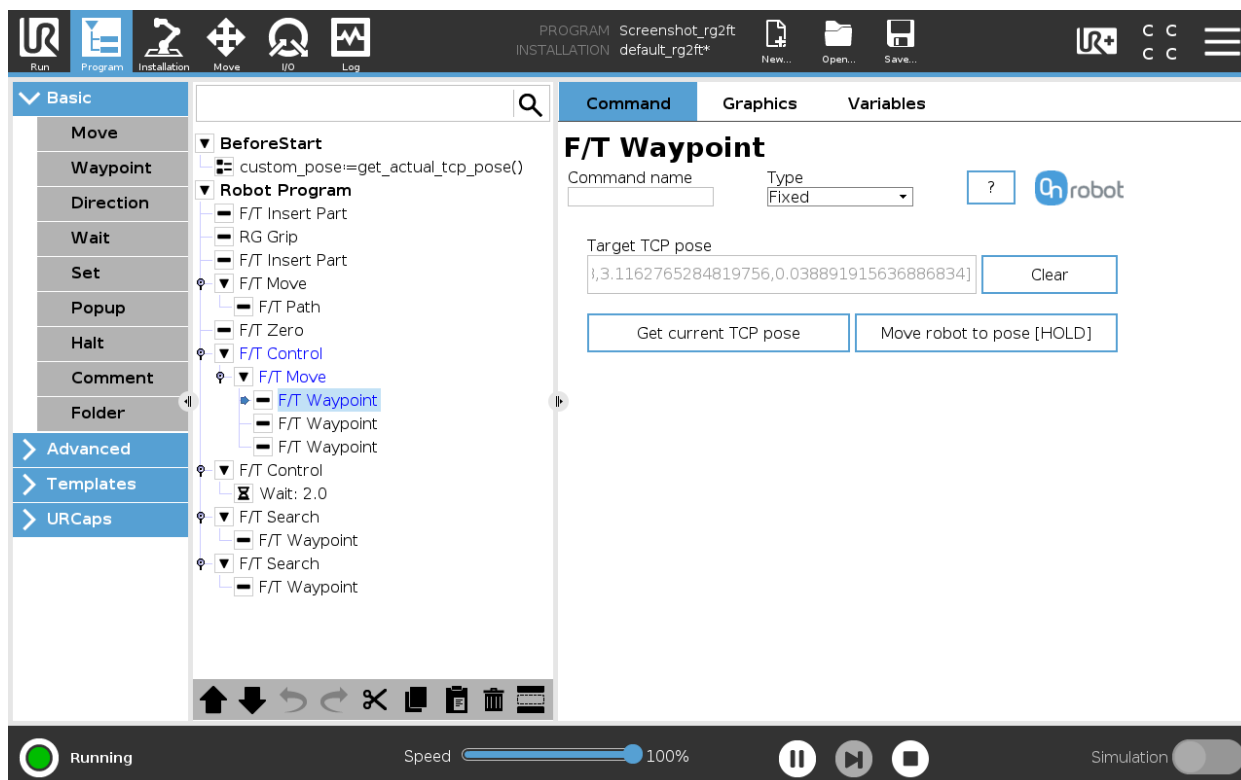 PROGRAM Screenshot_rg2ft
INSTALLATION default_rg2ft*
UR
Run
Program
Installation
Move
I/O
Log
New...
Open...
Save...
UR+
C C
C C
Basic
Move
Waypoint
Direction
Wait
Set
Popup
Halt
Comment
Folder
Advanced
Templates
URCaps
BeforeStart
custom_pose:=get_actual_tcp_pose()
Robot Program
F/T Insert Part
RG Grip
F/T Insert Part
F/T Move
F/T Path
F/T Zero
F/T Control
F/T Move
F/T Waypoint
F/T Waypoint
F/T Waypoint
F/T Control
Wait: 2.0
F/T Search
F/T Waypoint
F/T Search
F/T Waypoint
Command Graphics Variables
F/T Waypoint
Command name
Type
Fixed
?
On robot
Target TCP pose
,3.1162765284819756,0.038891915636886834]
Clear
Get current TCP pose
Move robot to pose [HOLD]
Running
Speed 100%
Simulation